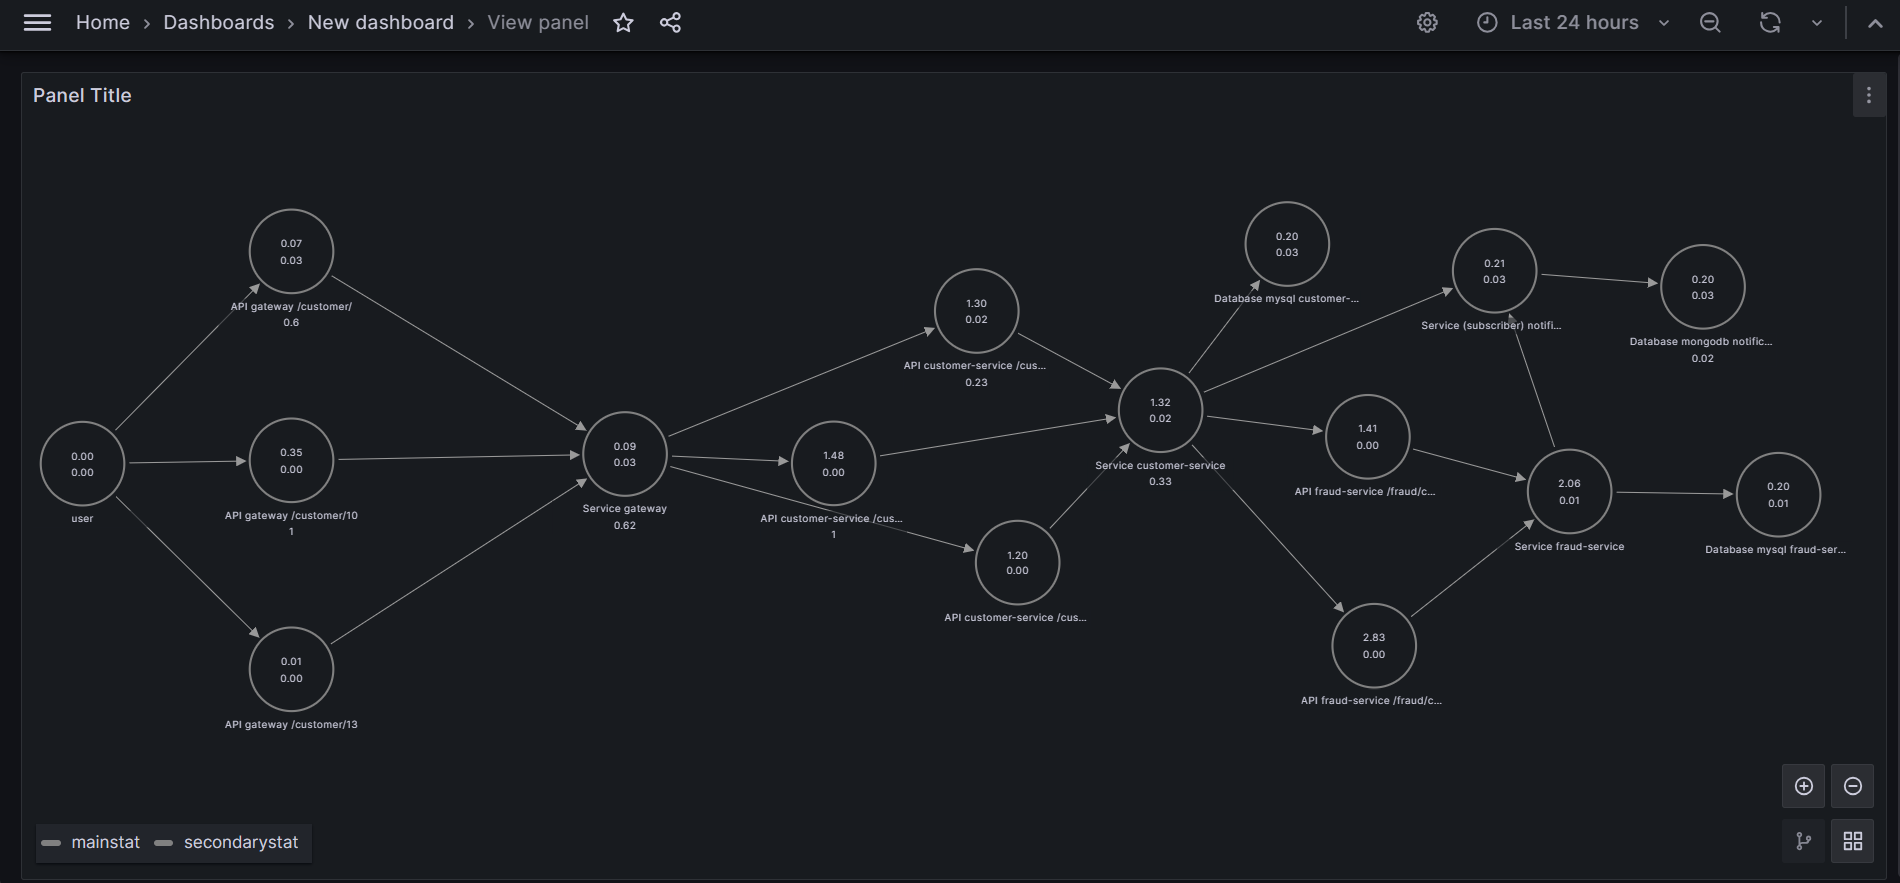 Home › Dashboards › New dashboard › View panel
Last 24 hours
Panel Title
0.07
0.03
API gateway /customer/
0.6
0.00
0.00
user
0.35
0.00
API gateway /customer/10
1
0.01
0.00
API gateway /customer/13
0.09
0.03
Service gateway
0.62
1.30
0.02
API customer-service /cus...
0.23
1.48
0.00
API customer-service /cus...
1
1.20
0.00
API customer-service /cus...
1.32
0.02
Service customer-service
0.33
0.20
0.03
Database mysql customer-...
0.21
0.03
Service (subscriber) notifi...
0.20
0.03
Database mongodb notific...
0.02
1.41
0.00
API fraud-service /fraud/c...
2.06
0.01
Service fraud-service
0.20
0.01
Database mysql fraud-ser...
2.83
0.00
API fraud-service /fraud/c...
mainstat secondarystat